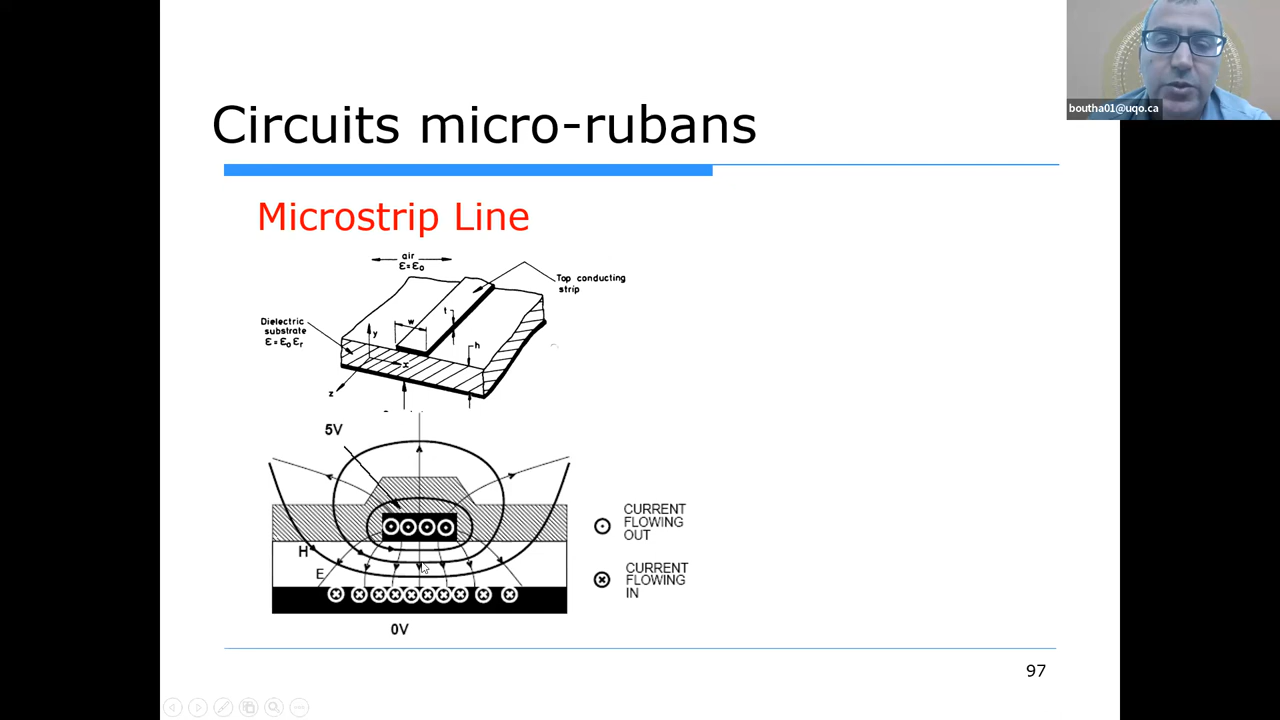 boutha01@uqo.ca
Circuits micro-rubans
Microstrip Line
air
ε=ε₀
Top conducting
strip
Dielectric
substrate
ε=ε₀ εr
w
t
y
h
x
z
5V
H
E
0V
CURRENT
FLOWING
OUT
CURRENT
FLOWING
IN
97